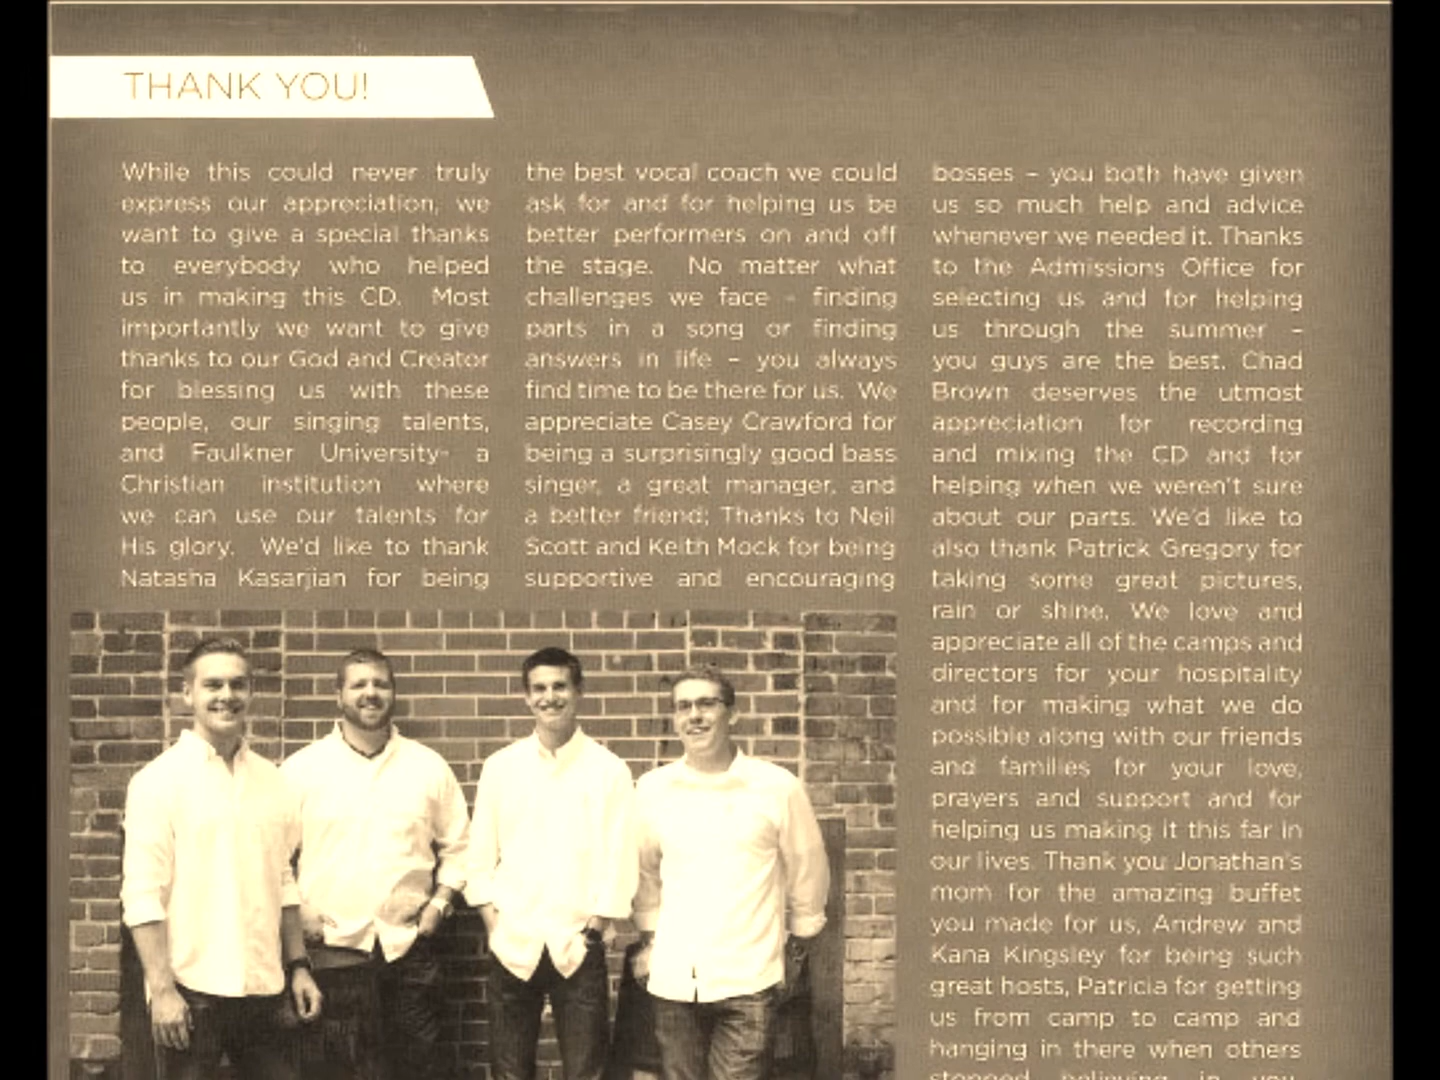 THANK YOU!
While this could never truly
express our appreciation, we
want to give a special thanks
to everybody who helped
us in making this CD. Most
importantly we want to give
thanks to our God and Creator
for blessing us with these
people, our singing talents,
and Faulkner University- a
Christian institution where
we can use our talents for
His glory. We'd like to thank
Natasha Kasarjian for being
the best vocal coach we could
ask for and for helping us be
better performers on and off
the stage. No matter what
challenges we face - finding
parts in a song or finding
answers in life – you always
find time to be there for us. We
appreciate Casey Crawford for
being a surprisingly good bass
singer, a great manager, and
a better friend; Thanks to Neil
Scott and Keith Mock for being
supportive and encouraging
bosses – you both have given
us so much help and advice
whenever we needed it. Thanks
to the Admissions Office for
selecting us and for helping
us through the summer –
you guys are the best. Chad
Brown deserves the utmost
appreciation for recording
and mixing the CD and for
helping when we weren't sure
about our parts. We'd like to
also thank Patrick Gregory for
taking some great pictures,
rain or shine. We love and
appreciate all of the camps and
directors for your hospitality
and for making what we do
possible along with our friends
and families for your love,
prayers and support and for
helping us making it this far in
our lives. Thank you Jonathan's
mom for the amazing buffet
you made for us, Andrew and
Kana Kingsley for being such
great hosts, Patricia for getting
us from camp to camp and
hanging in there when others
stopped believing in you,